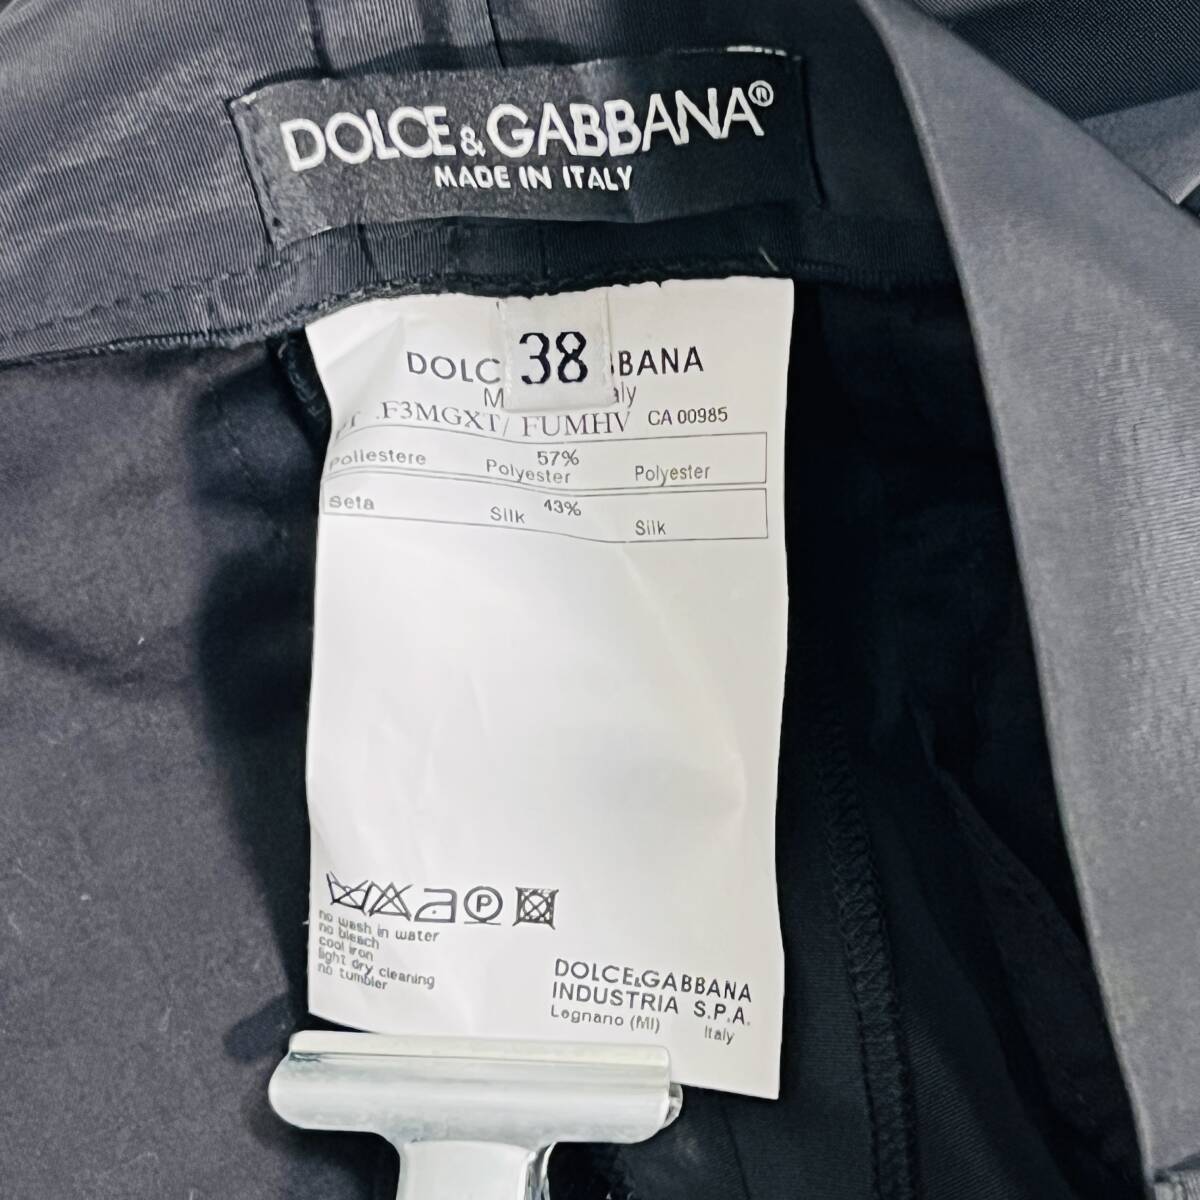 DOLCE&GABBANA®
MADE IN ITALY
38
DOLC BBANA
M aly
.F3MGXT/ FUMHV CA 00985
Poliestere 57% Polyester Polyester
Seta 43% Silk Silk
P
no wash in water
no bleach
cool iron
light dry cleaning
no tumbler
DOLCE&GABBANA
INDUSTRIA S.P.A.
Legnano (MI) Italy